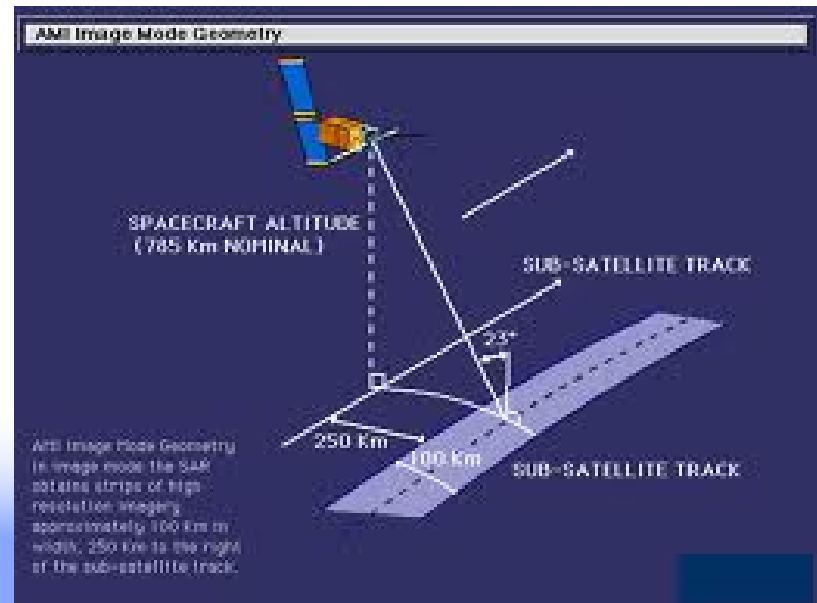 AMI Image Mode Geometry
SPACECRAFT ALTITUDE
(785 Km NOMINAL)
SUB-SATELLITE TRACK
23°
250 Km
100 Km
SUB-SATELLITE TRACK
AMI Image Mode Geometry
In image mode the SAR
obtains strips of high
resolution imagery
approximately 100 Km in
width, 250 Km to the right
of the sub-satellite track.